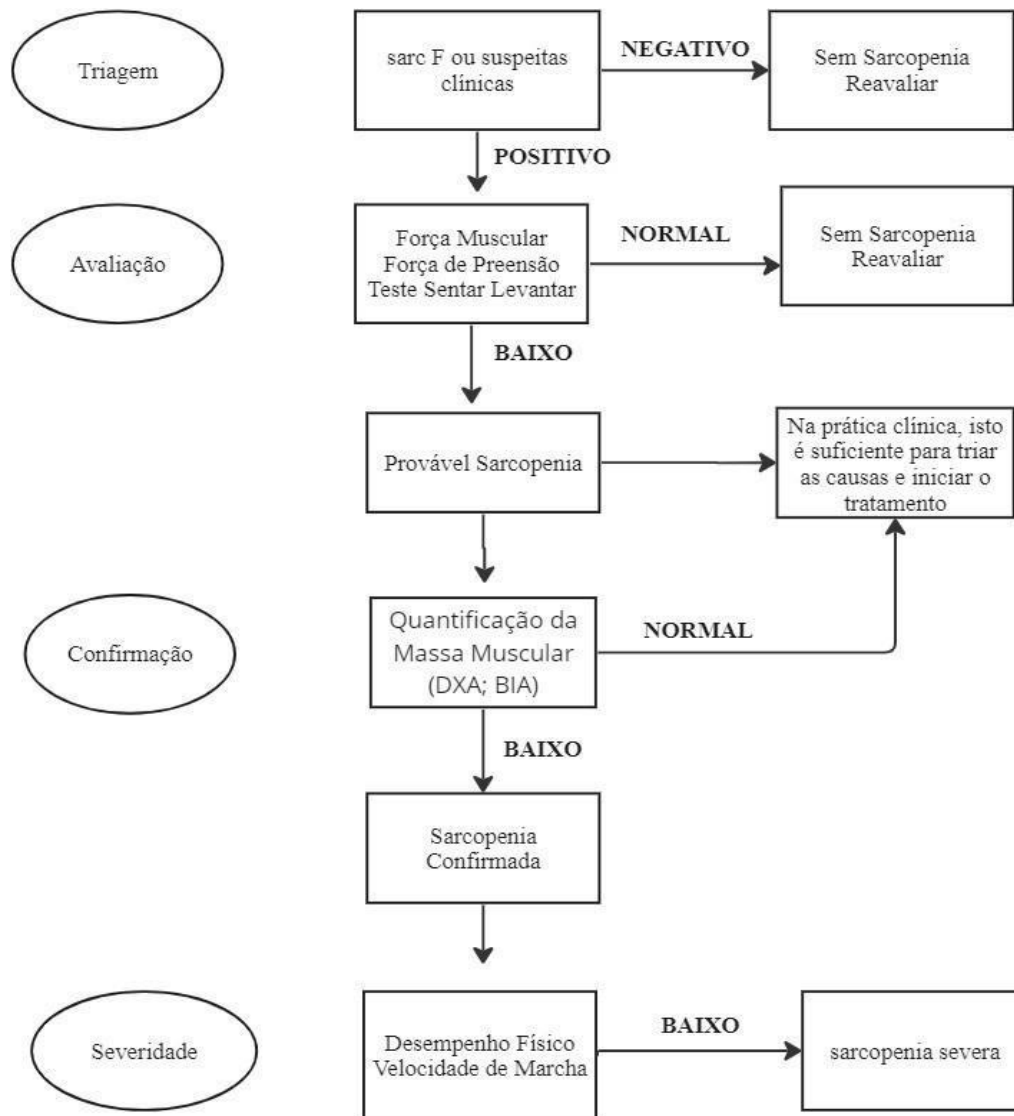 Triagem
sarc F ou suspeitas
clínicas
NEGATIVO
Sem Sarcopenia
Reavaliar
POSITIVO
Avaliação
Força Muscular
Força de Preensão
Teste Sentar Levantar
NORMAL
Sem Sarcopenia
Reavaliar
BAIXO
Provável Sarcopenia
Na prática clínica, isto
é suficiente para triar
as causas e iniciar o
tratamento
Confirmação
Quantificação da
Massa Muscular
(DXA; BIA)
NORMAL
BAIXO
Sarcopenia
Confirmada
Severidade
Desempenho Físico
Velocidade de Marcha
BAIXO
sarcopenia severa